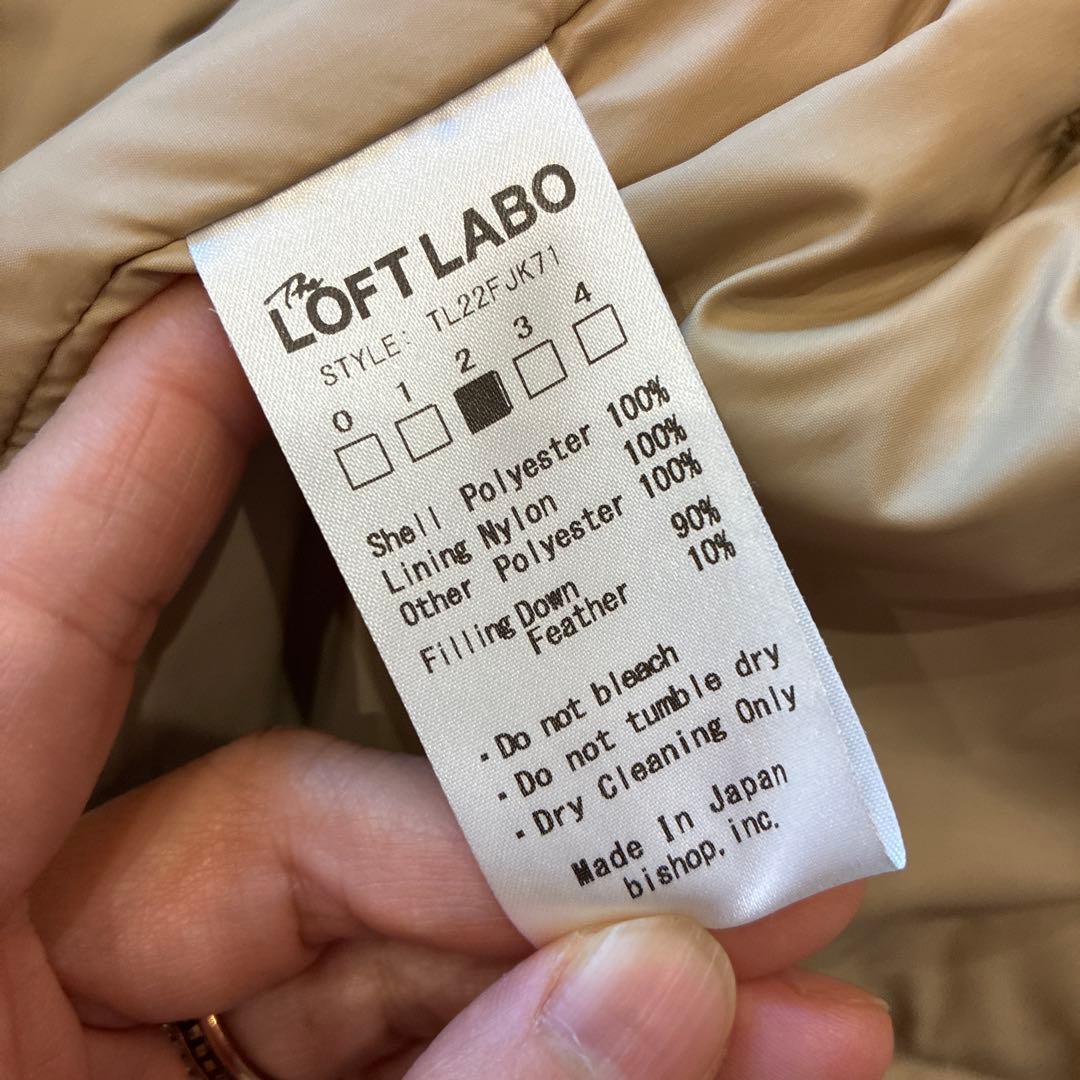 The
LOFT LABO
STYLE: TL22FJK71
0 1 2 3 4
Shell Polyester 100%
Lining Nylon 100%
Other Polyester 100%
Filling Down 90%
Feather 10%
・Do not bleach
・Do not tumble dry
・Dry Cleaning Only
Made In Japan
bishop, inc.